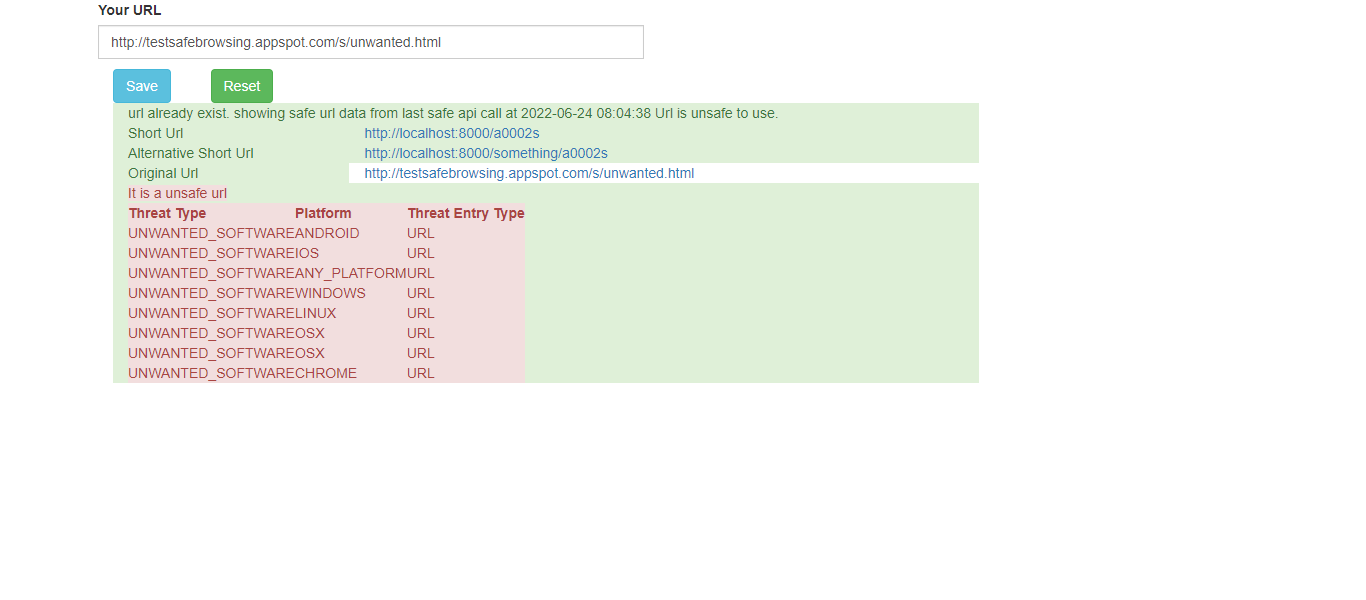 Your URL
http://testsafebrowsing.appspot.com/s/unwanted.html
Save Reset
url already exist. showing safe url data from last safe api call at 2022-06-24 08:04:38 Url is unsafe to use.
Short Url http://localhost:8000/a0002s
Alternative Short Url http://localhost:8000/something/a0002s
Original Url http://testsafebrowsing.appspot.com/s/unwanted.html
It is a unsafe url
Threat Type Platform Threat Entry Type
UNWANTED_SOFTWARE ANDROID URL
UNWANTED_SOFTWARE IOS URL
UNWANTED_SOFTWARE ANY_PLATFORM URL
UNWANTED_SOFTWARE WINDOWS URL
UNWANTED_SOFTWARE LINUX URL
UNWANTED_SOFTWARE OSX URL
UNWANTED_SOFTWARE OSX URL
UNWANTED_SOFTWARE CHROME URL